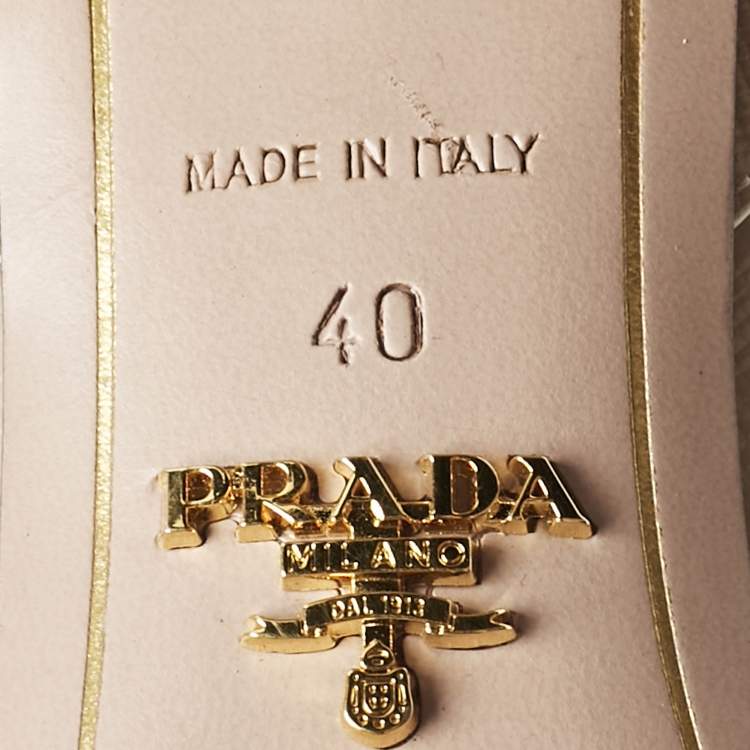 MADE IN ITALY
40
PRADA
MILANO
DAL 1913